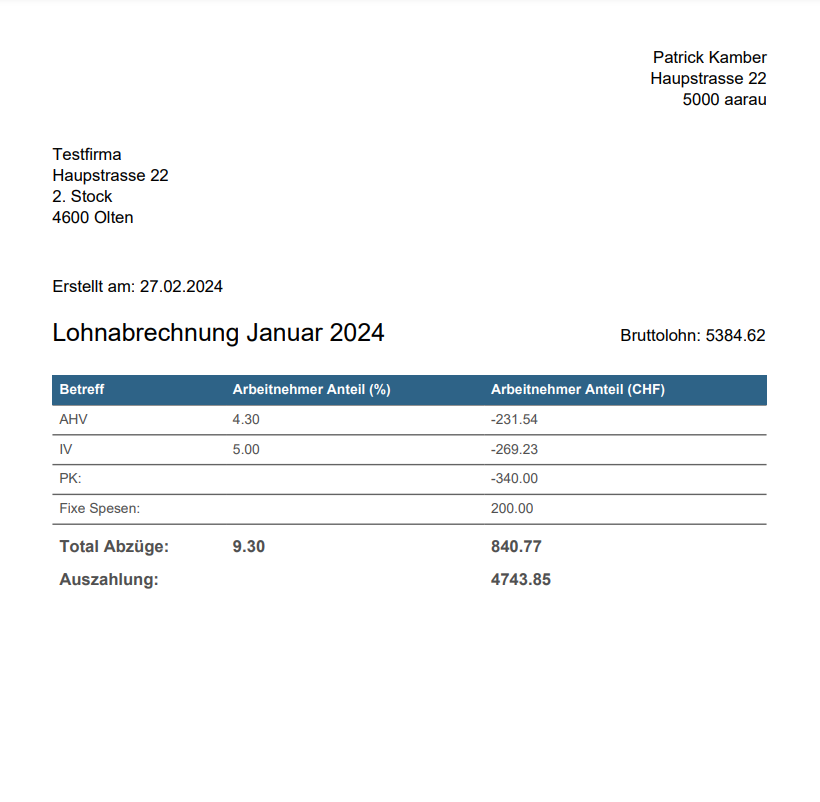 Patrick Kamber
Haupstrasse 22
5000 aarau
Testfirma
Haupstrasse 22
2. Stock
4600 Olten
Erstellt am: 27.02.2024
Lohnabrechnung Januar 2024 Bruttolohn: 5384.62
Betreff Arbeitnehmer Anteil (%) Arbeitnehmer Anteil (CHF)
AHV 4.30 -231.54
IV 5.00 -269.23
PK: -340.00
Fixe Spesen: 200.00
Total Abzüge: 9.30 840.77
Auszahlung: 4743.85